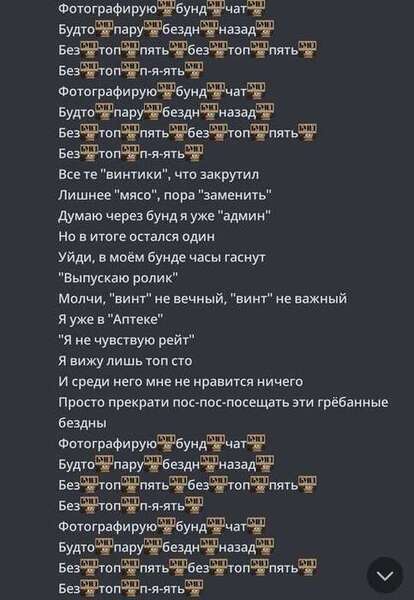 Фотографирую бунд чат
Будто пару бездн назад
Без топ пять без топ пять
Без топ п-я-ять
Фотографирую бунд чат
Будто пару бездн назад
Без топ пять без топ пять
Без топ п-я-ять
Все те "винтики", что закрутил
Лишнее "мясо", пора "заменить"
Думаю через бунд я уже "админ"
Но в итоге остался один
Уйди, в моём бунде часы гаснут
"Выпускаю ролик"
Молчи, "винт" не вечный, "винт" не важный
Я уже в "Аптеке"
"Я не чувствую рейт"
Я вижу лишь топ сто
И среди него мне не нравится ничего
Просто прекрати пос-пос-посещать эти грёбанные
бездны
Фотографирую бунд чат
Будто пару бездн назад
Без топ пять без топ пять
Без топ п-я-ять
Фотографирую бунд чат
Будто пару бездн назад
Без топ пять без топ пять
Без топ п-я-ять